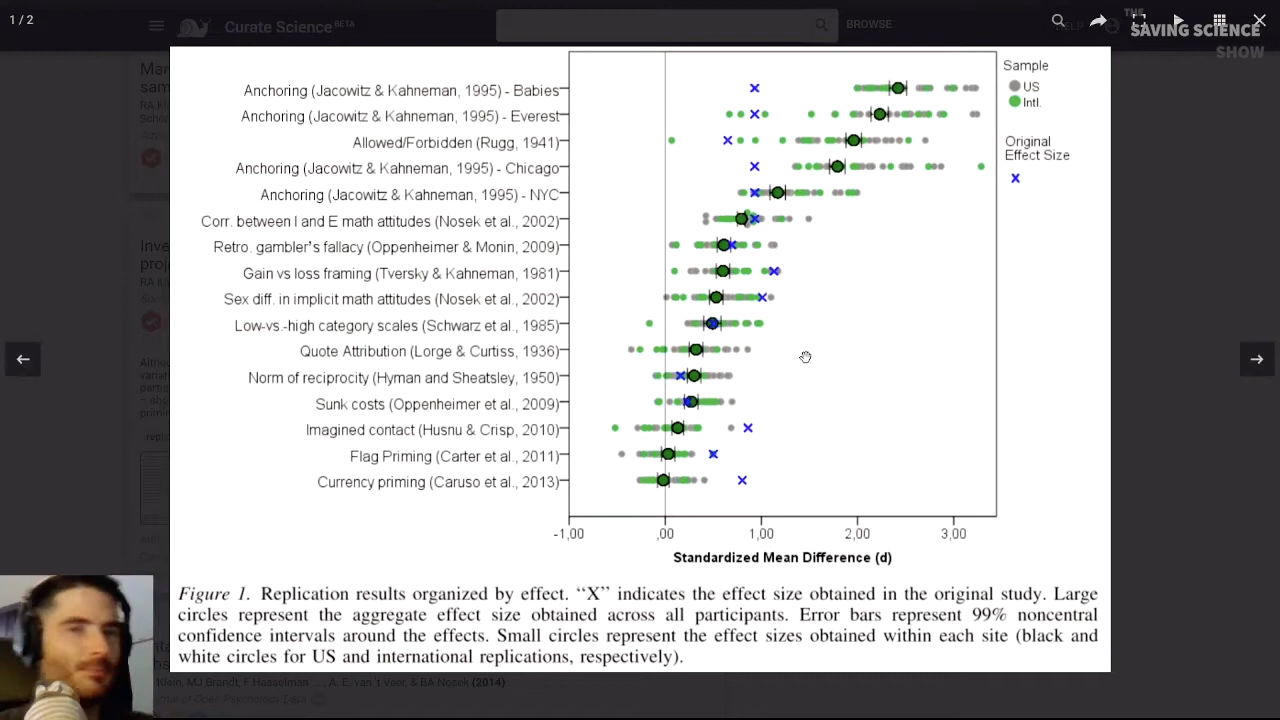 1 / 2
Curate Science BETA
BROWSE
HELP
THE
SAVING SCIENCE
SHOW
Anchoring (Jacowitz & Kahneman, 1995) - Babies
Anchoring (Jacowitz & Kahneman, 1995) - Everest
Allowed/Forbidden (Rugg, 1941)
Anchoring (Jacowitz & Kahneman, 1995) - Chicago
Anchoring (Jacowitz & Kahneman, 1995) - NYC
Corr. between I and E math attitudes (Nosek et al., 2002)
Retro. gambler's fallacy (Oppenheimer & Monin, 2009)
Gain vs loss framing (Tversky & Kahneman, 1981)
Sex diff. in implicit math attitudes (Nosek et al., 2002)
Low-vs.-high category scales (Schwarz et al., 1985)
Quote Attribution (Lorge & Curtiss, 1936)
Norm of reciprocity (Hyman and Sheatsley, 1950)
Sunk costs (Oppenheimer et al., 2009)
Imagined contact (Husnu & Crisp, 2010)
Flag Priming (Carter et al., 2011)
Currency priming (Caruso et al., 2013)
Sample
US
Intl.
Original
Effect Size
-1,00 ,00 1,00 2,00 3,00
Standardized Mean Difference (d)
Figure 1. Replication results organized by effect. ‘‘X’’ indicates the effect size obtained in the original study. Large
circles represent the aggregate effect size obtained across all participants. Error bars represent 99% noncentral
confidence intervals around the effects. Small circles represent the effect sizes obtained within each site (black and
white circles for US and international replications, respectively).
(2014)